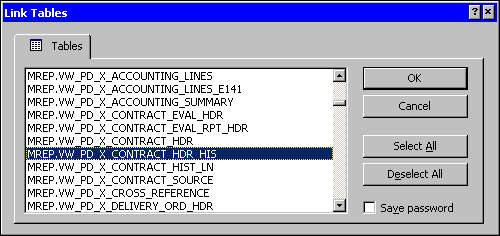 Link Tables
Tables
MREP.VW_PD_X_ACCOUNTING_LINES
MREP.VW_PD_X_ACCOUNTING_LINES_E141
MREP.VW_PD_X_ACCOUNTING_SUMMARY
MREP.VW_PD_X_CONTRACT_EVAL_HDR
MREP.VW_PD_X_CONTRACT_EVAL_RPT_HDR
MREP.VW_PD_X_CONTRACT_HDR
MREP.VW_PD_X_CONTRACT_HDR_HIS
MREP.VW_PD_X_CONTRACT_HIST_LN
MREP.VW_PD_X_CONTRACT_SOURCE
MREP.VW_PD_X_CROSS_REFERENCE
MREP.VW_PD_X_DELIVERY_ORD_HDR
OK
Cancel
Select All
Deselect All
Save password